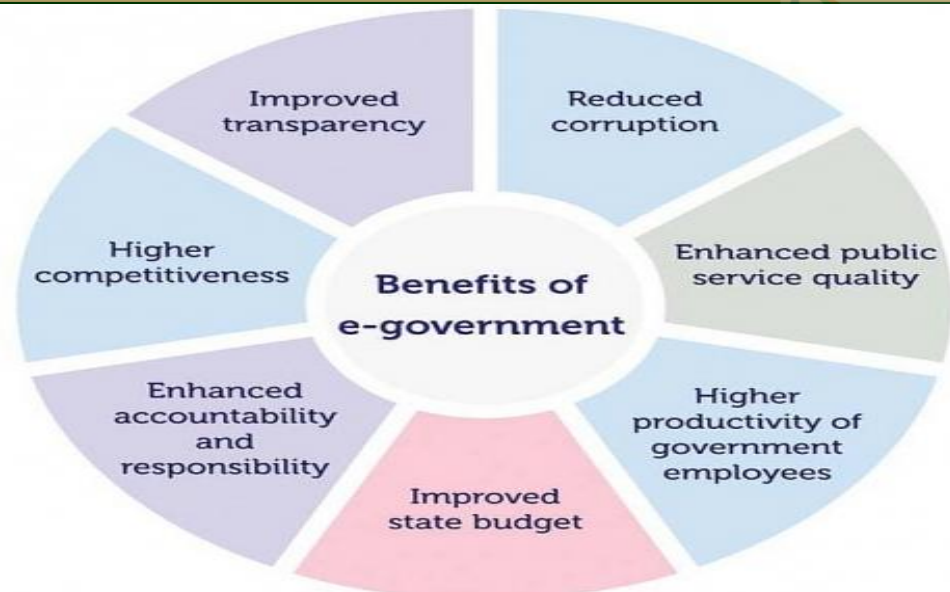 Improved
transparency
Reduced
corruption
Enhanced public
service quality
Higher
productivity of
government
employees
Improved
state budget
Enhanced
accountability
and
responsibility
Higher
competitiveness
Benefits of
e-government